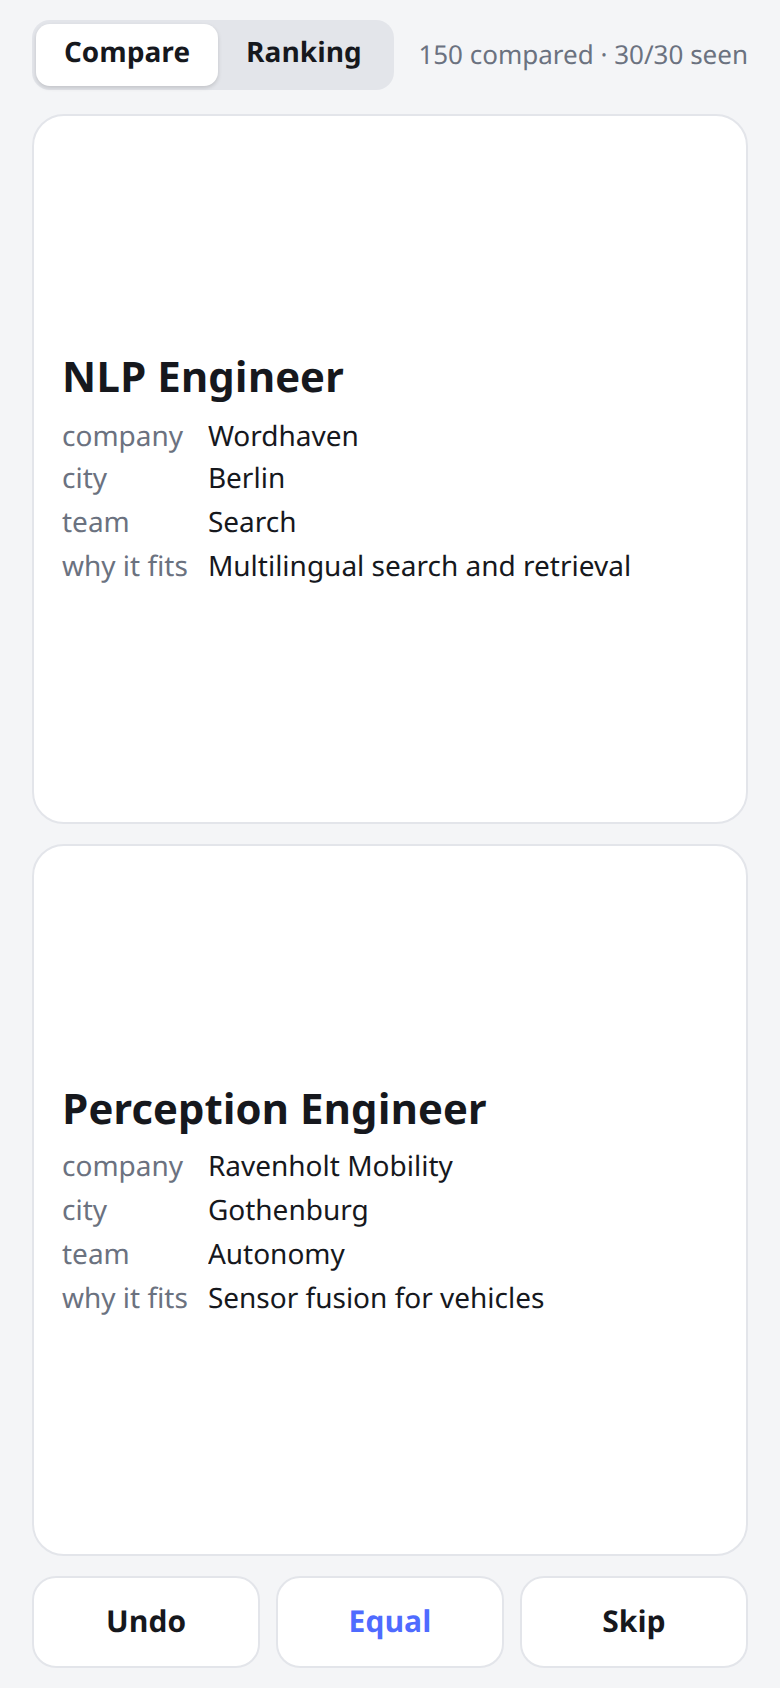 Compare Ranking 150 compared · 30/30 seen
NLP Engineer
company Wordhaven
city Berlin
team Search
why it fits Multilingual search and retrieval
Perception Engineer
company Ravenholt Mobility
city Gothenburg
team Autonomy
why it fits Sensor fusion for vehicles
Undo Equal Skip